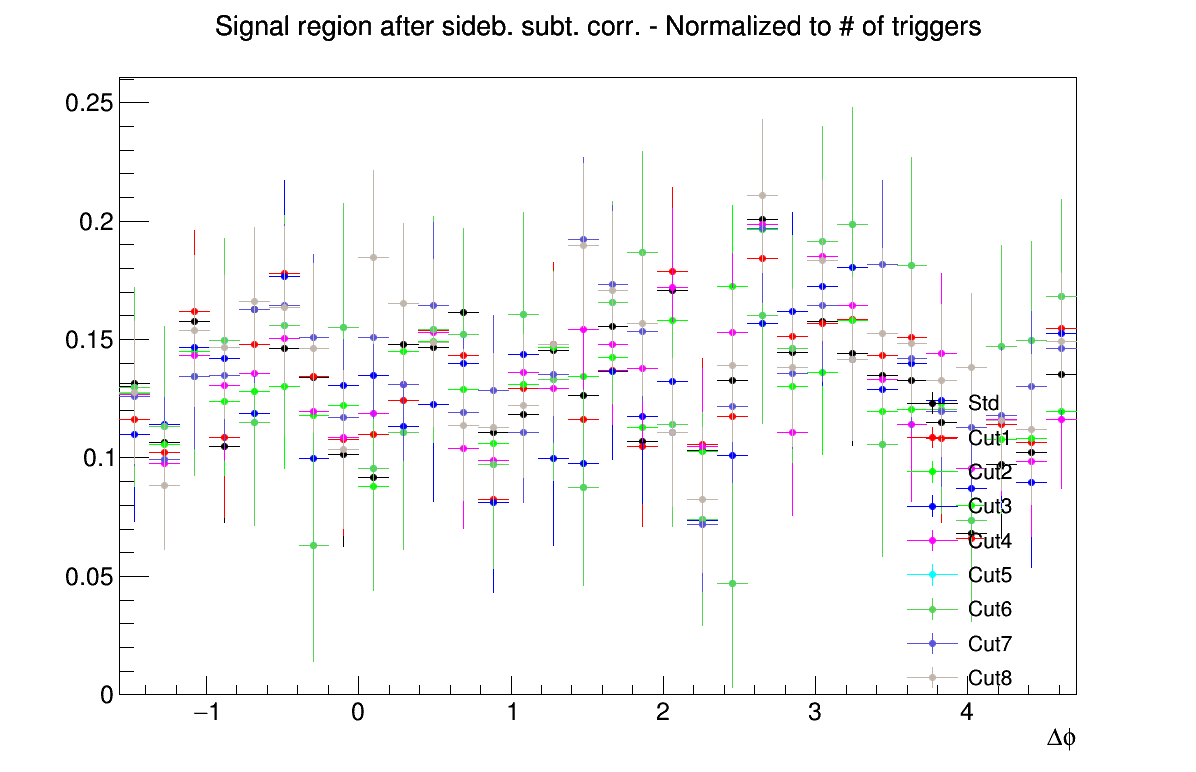 Signal region after sideb. subt. corr. - Normalized to # of triggers
0.25
0.2
0.15
0.1
0.05
0
−1
0
1
2
3
4
Δϕ
Std
Cut1
Cut2
Cut3
Cut4
Cut5
Cut6
Cut7
Cut8